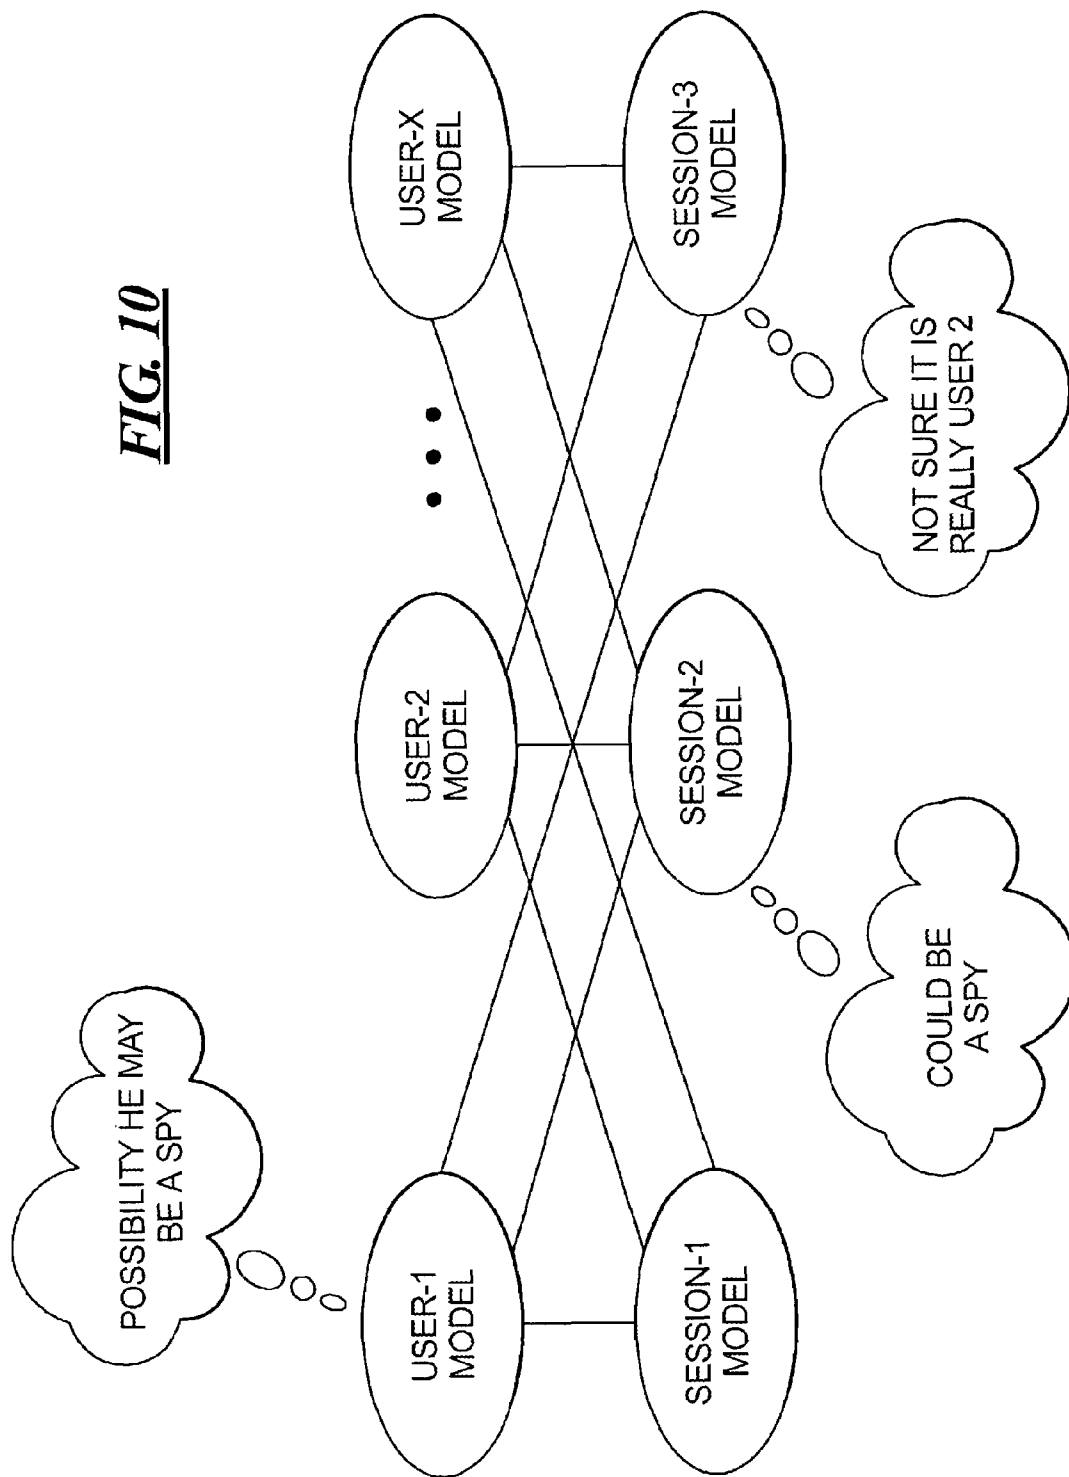 FIG. 10
POSSIBILITY HE MAY
BE A SPY
USER-1
MODEL
USER-2
MODEL
USER-X
MODEL
SESSION-1
MODEL
SESSION-2
MODEL
SESSION-3
MODEL
COULD BE
A SPY
NOT SURE IT IS
REALLY USER 2